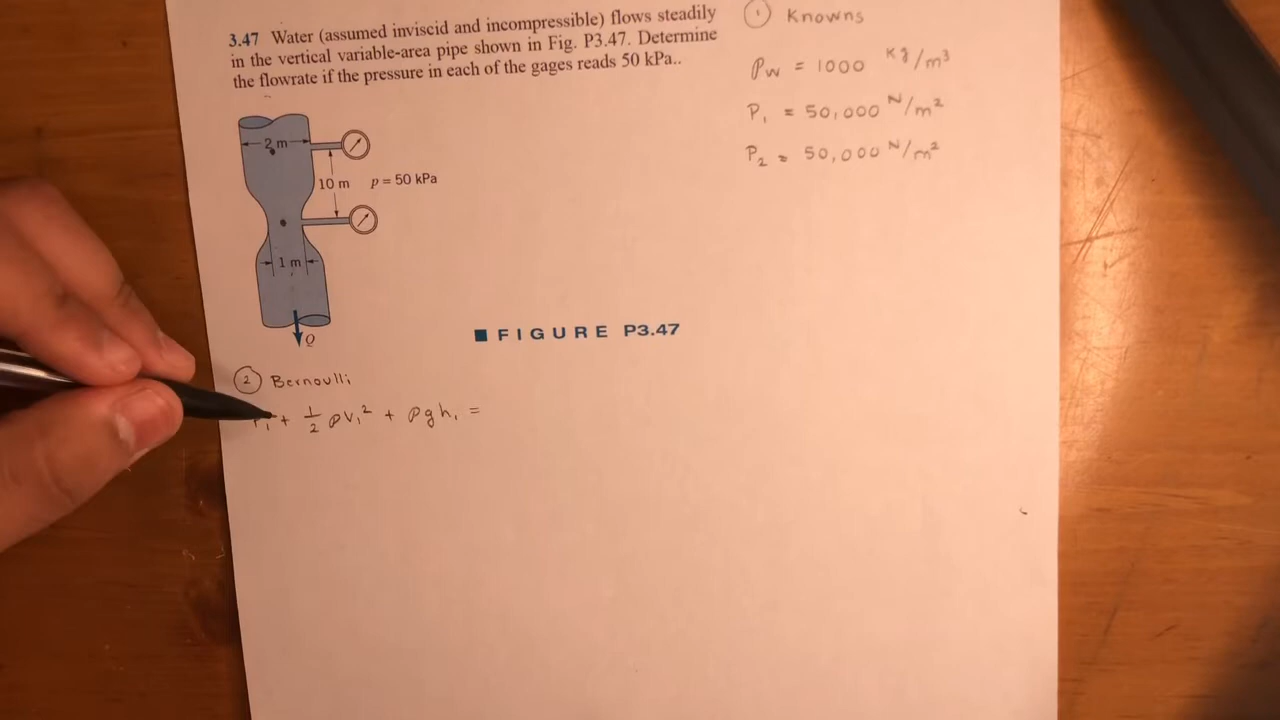 3.47 Water (assumed inviscid and incompressible) flows steadily
in the vertical variable-area pipe shown in Fig. P3.47. Determine
the flowrate if the pressure in each of the gages reads 50 kPa..
① Knowns
ρw = 1000 kg/m³
P₁ = 50,000 N/m²
P₂ = 50,000 N/m²
2 m
10 m p = 50 kPa
1 m
Q
■ FIGURE P3.47
② Bernoulli
P₁ + 1/2 ρV₁² + ρgh₁ =